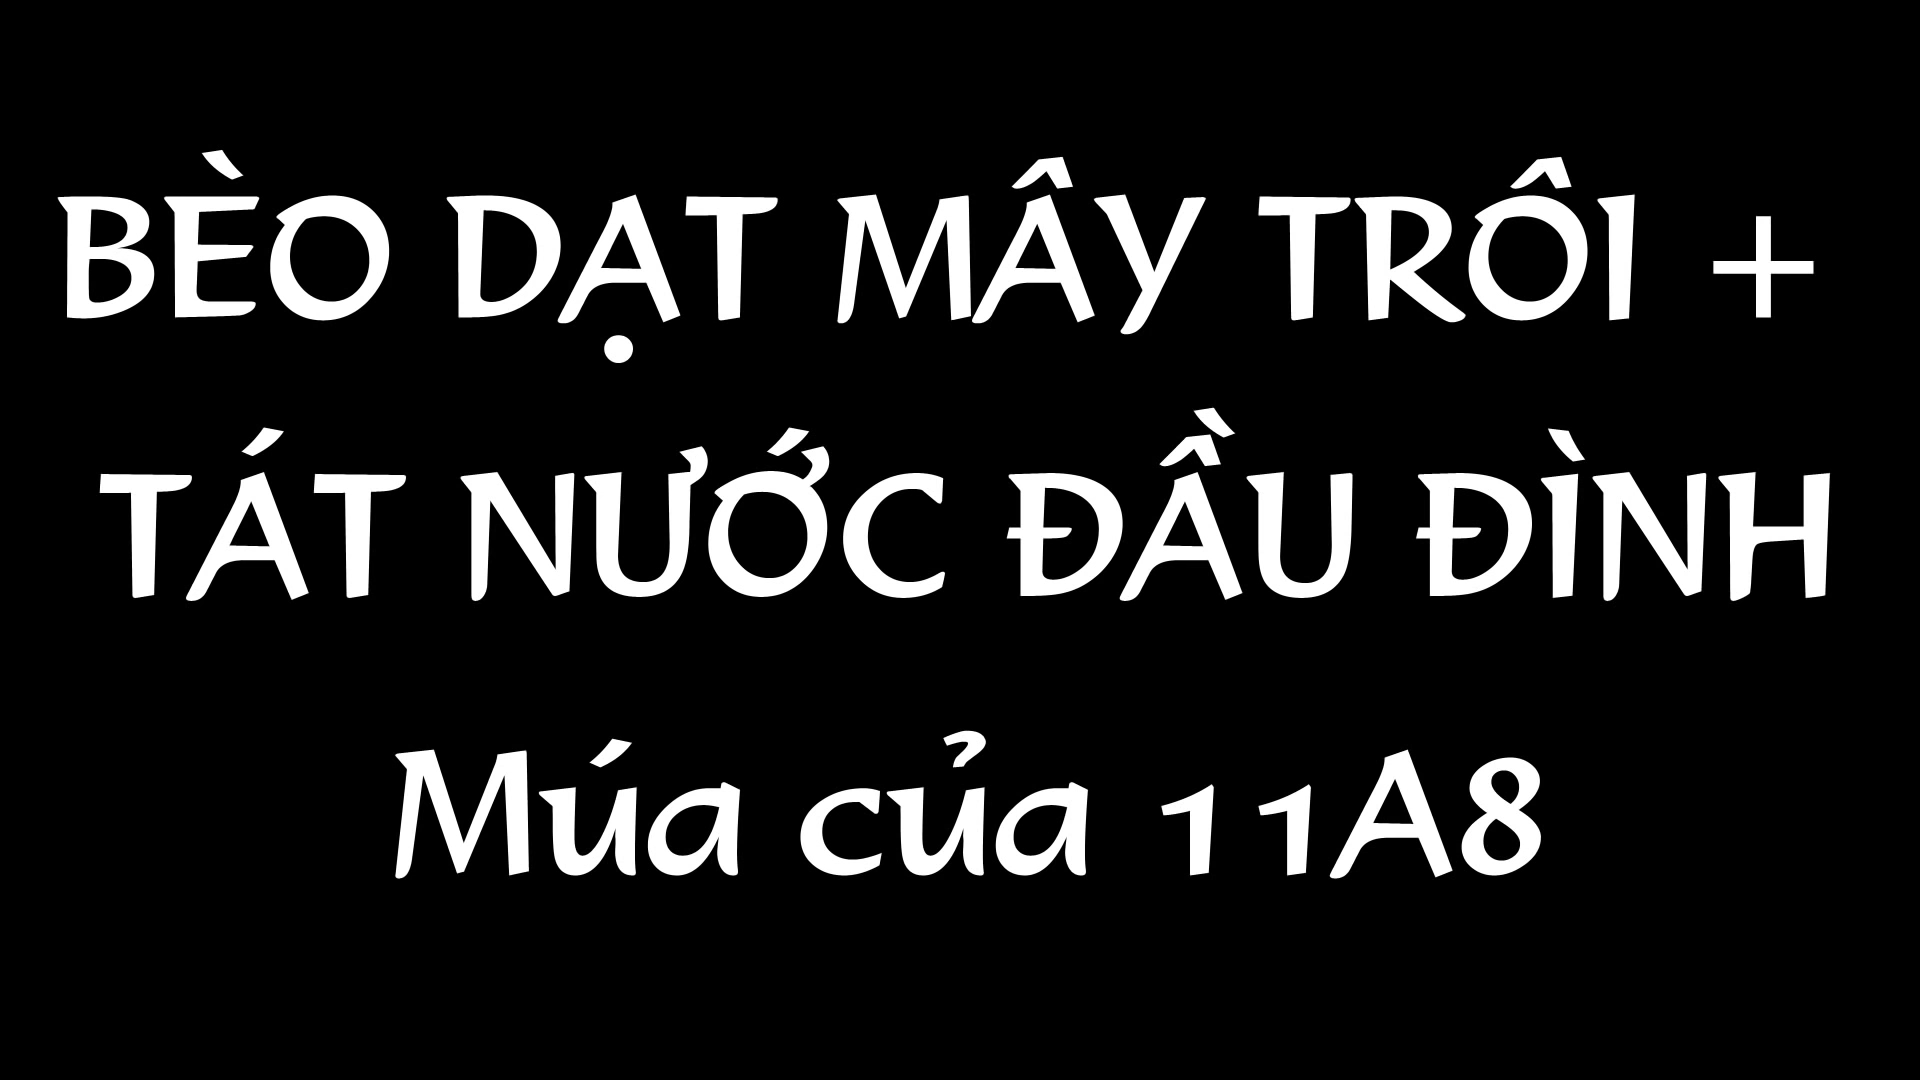 BÈO DẠT MÂY TRÔI +
TÁT NƯỚC ĐẦU ĐÌNH
Múa của 11A8